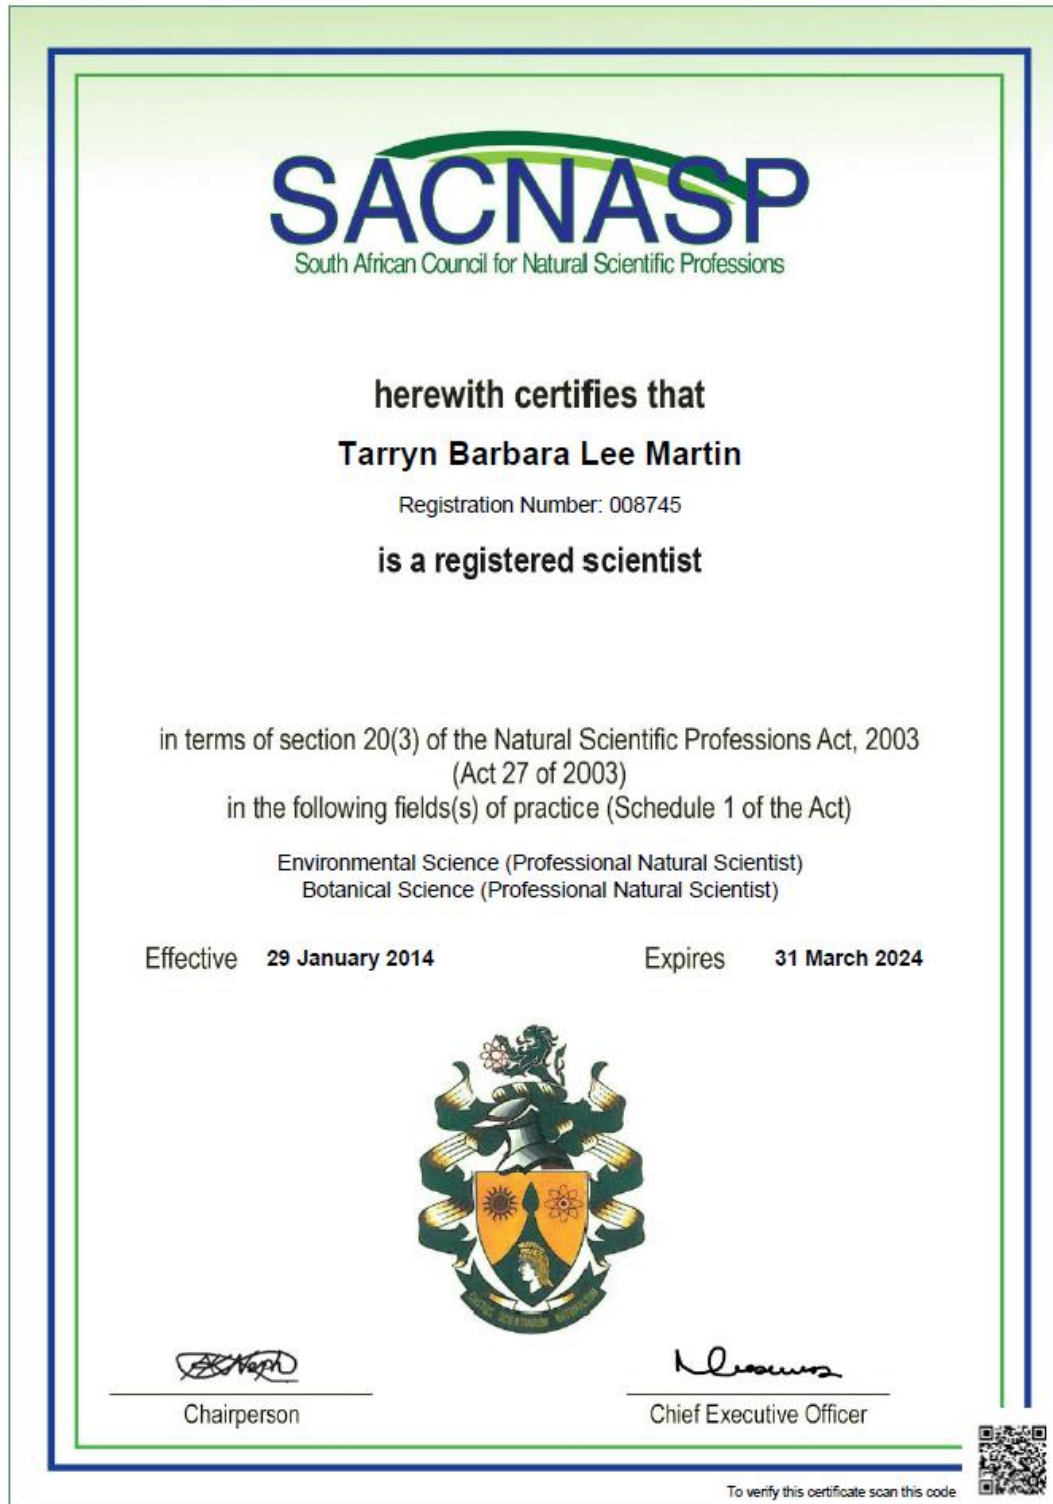 SACNASP
South African Council for Natural Scientific Professions
herewith certifies that
Tarryn Barbara Lee Martin
Registration Number: 008745
is a registered scientist
in terms of section 20(3) of the Natural Scientific Professions Act, 2003
(Act 27 of 2003)
in the following fields(s) of practice (Schedule 1 of the Act)
Environmental Science (Professional Natural Scientist)
Botanical Science (Professional Natural Scientist)
Effective 29 January 2014 Expires 31 March 2024
Chairperson Chief Executive Officer
To verify this certificate scan this code